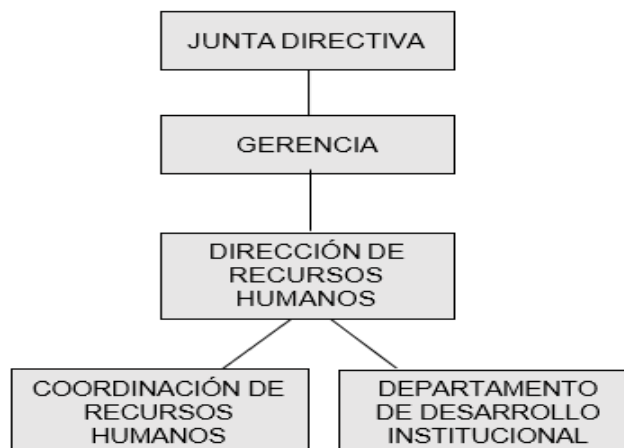 JUNTA DIRECTIVA
GERENCIA
DIRECCIÓN DE
RECURSOS
HUMANOS
COORDINACIÓN DE
RECURSOS
HUMANOS
DEPARTAMENTO
DE DESARROLLO
INSTITUCIONAL